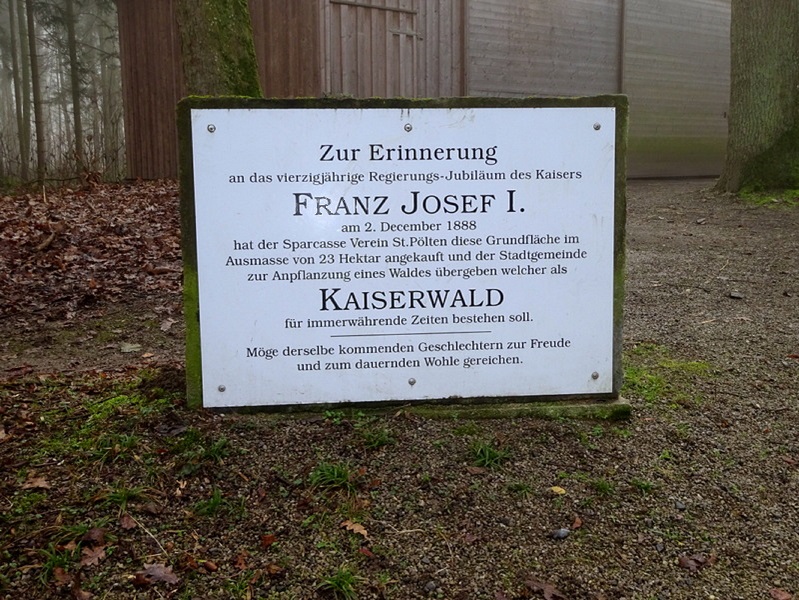 Zur Erinnerung
an das vierzigjährige Regierungs-Jubiläum des Kaisers
FRANZ JOSEF I.
am 2. December 1888
hat der Sparcasse Verein St.Pölten diese Grundfläche im
Ausmasse von 23 Hektar angekauft und der Stadtgemeinde
zur Anpflanzung eines Waldes übergeben welcher als
KAISERWALD
für immerwährende Zeiten bestehen soll.
Möge derselbe kommenden Geschlechtern zur Freude
und zum dauernden Wohle gereichen.